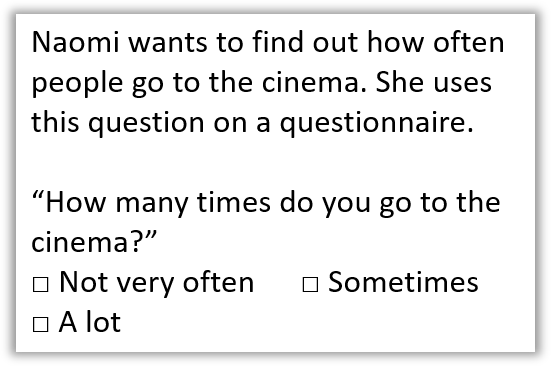 Naomi wants to find out how often
people go to the cinema. She uses
this question on a questionnaire.
“How many times do you go to the
cinema?”
□ Not very often □ Sometimes
□ A lot